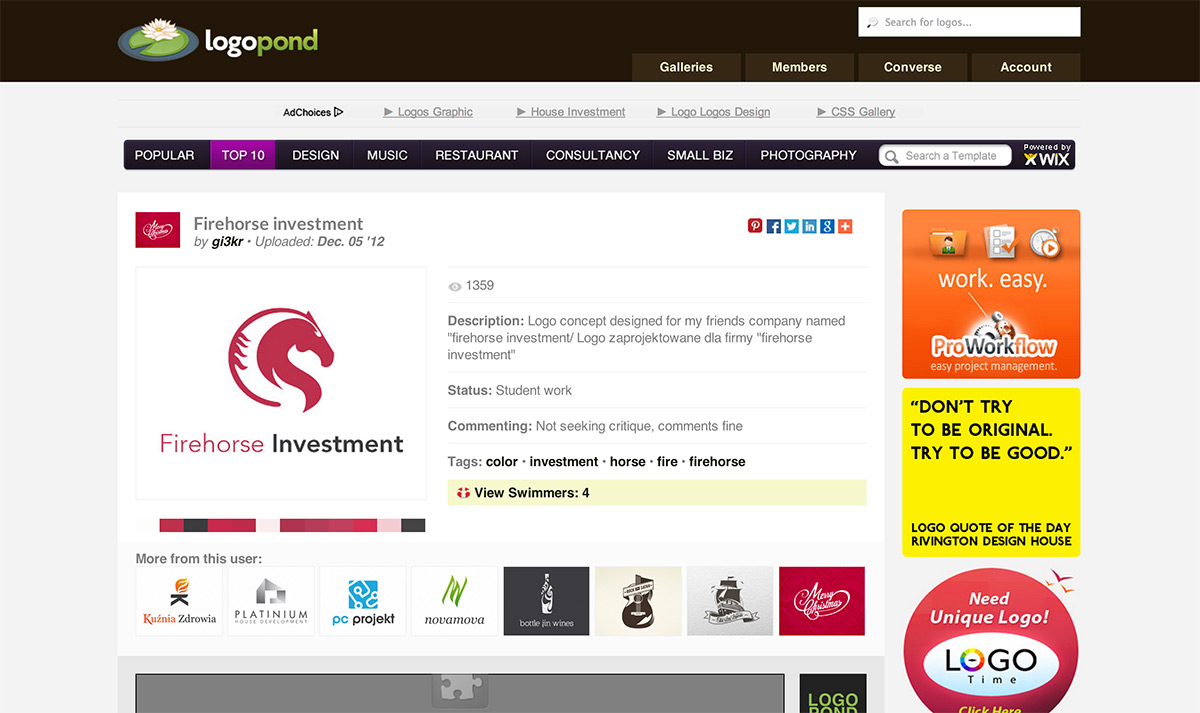 logopond
Search for logos...
Galleries Members Converse Account
AdChoices ▶ Logos Graphic ▶ House Investment ▶ Logo Logos Design ▶ CSS Gallery
POPULAR TOP 10 DESIGN MUSIC RESTAURANT CONSULTANCY SMALL BIZ PHOTOGRAPHY Search a Template Powered by WIX
Merry Christmas
Firehorse investment
by gi3kr • Uploaded: Dec. 05 '12
Firehorse Investment
1359
Description: Logo concept designed for my friends company named
"firehorse investment/ Logo zaprojektowane dla firmy "firehorse
investment"
Status: Student work
Commenting: Not seeking critique, comments fine
Tags: color • investment • horse • fire • firehorse
View Swimmers: 4
More from this user:
Kuźnia Zdrowia
PLATINIUM
HOUSE DEVELOPMENT
pc projekt
novamova
bottle jin wines
Merry
Christmas
work. easy.
ProWorkflow
easy project management.
“DON'T TRY
TO BE ORIGINAL.
TRY TO BE GOOD.”
LOGO QUOTE OF THE DAY
RIVINGTON DESIGN HOUSE
Need
Unique Logo!
LOGO
Time
Click Here
LOGO
POND